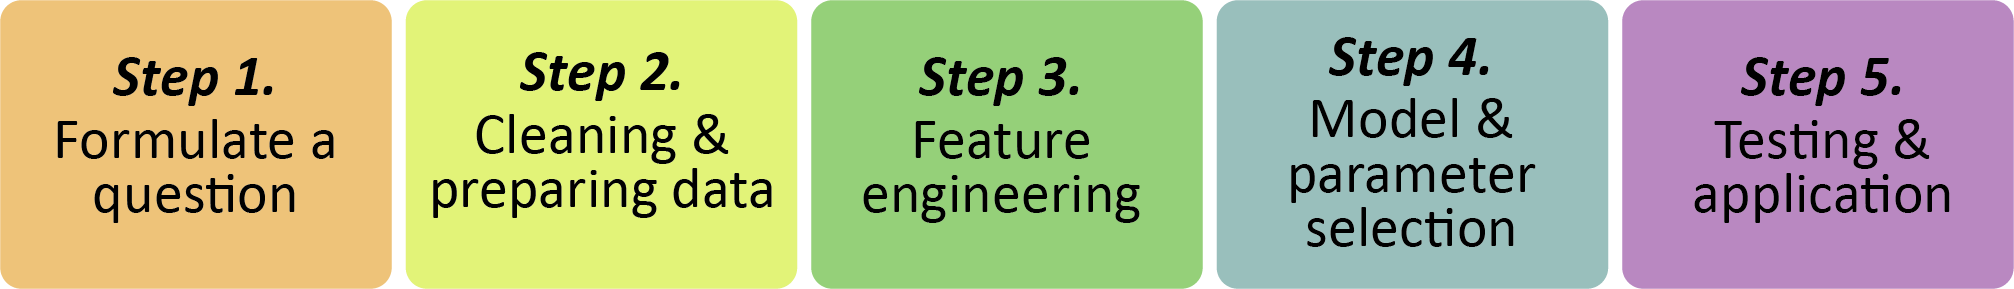 Step 1.
Formulate a
question
Step 2.
Cleaning &
preparing data
Step 3.
Feature
engineering
Step 4.
Model &
parameter
selection
Step 5.
Testing &
application